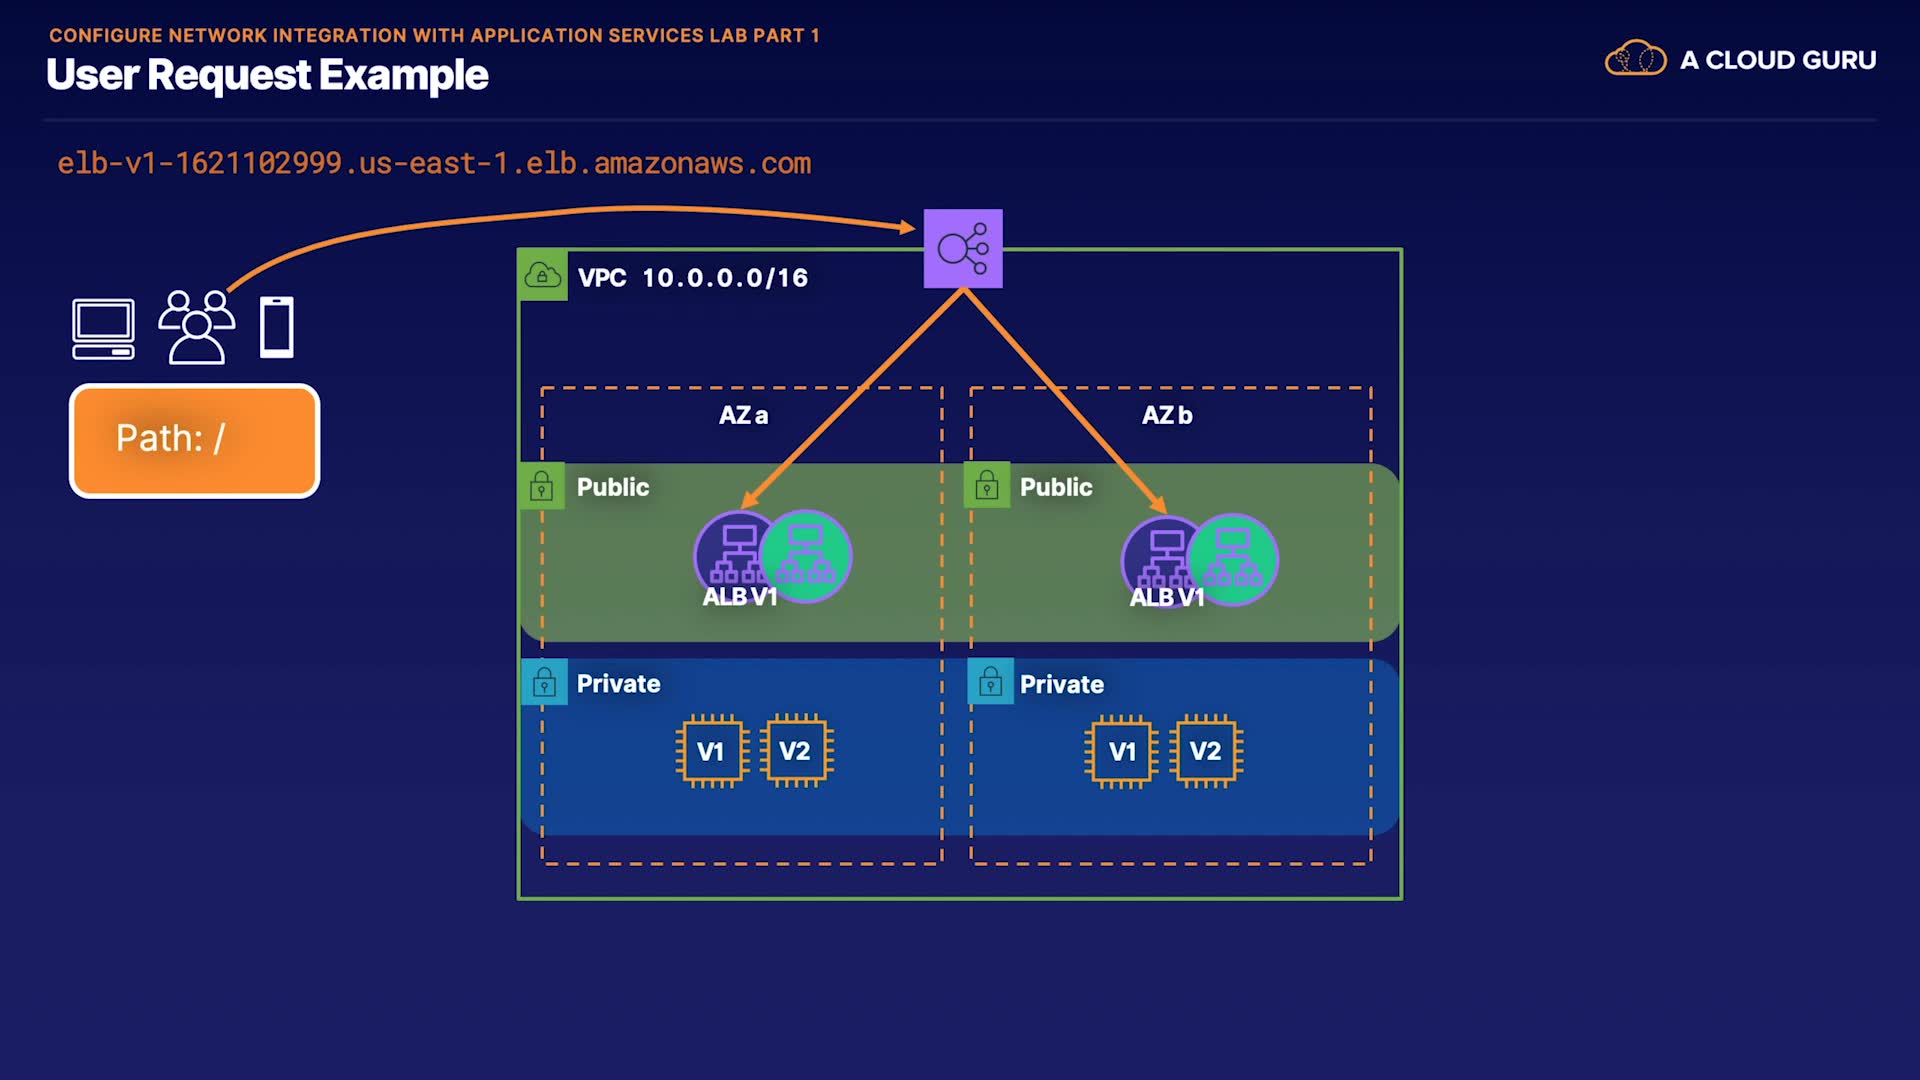 CONFIGURE NETWORK INTEGRATION WITH APPLICATION SERVICES LAB PART 1
User Request Example
A CLOUD GURU
elb-v1-1621102999.us-east-1.elb.amazonaws.com
VPC 10.0.0.0/16
Path: /
AZ a
AZ b
Public
Public
ALB V1
ALB V1
Private
Private
V1
V2
V1
V2